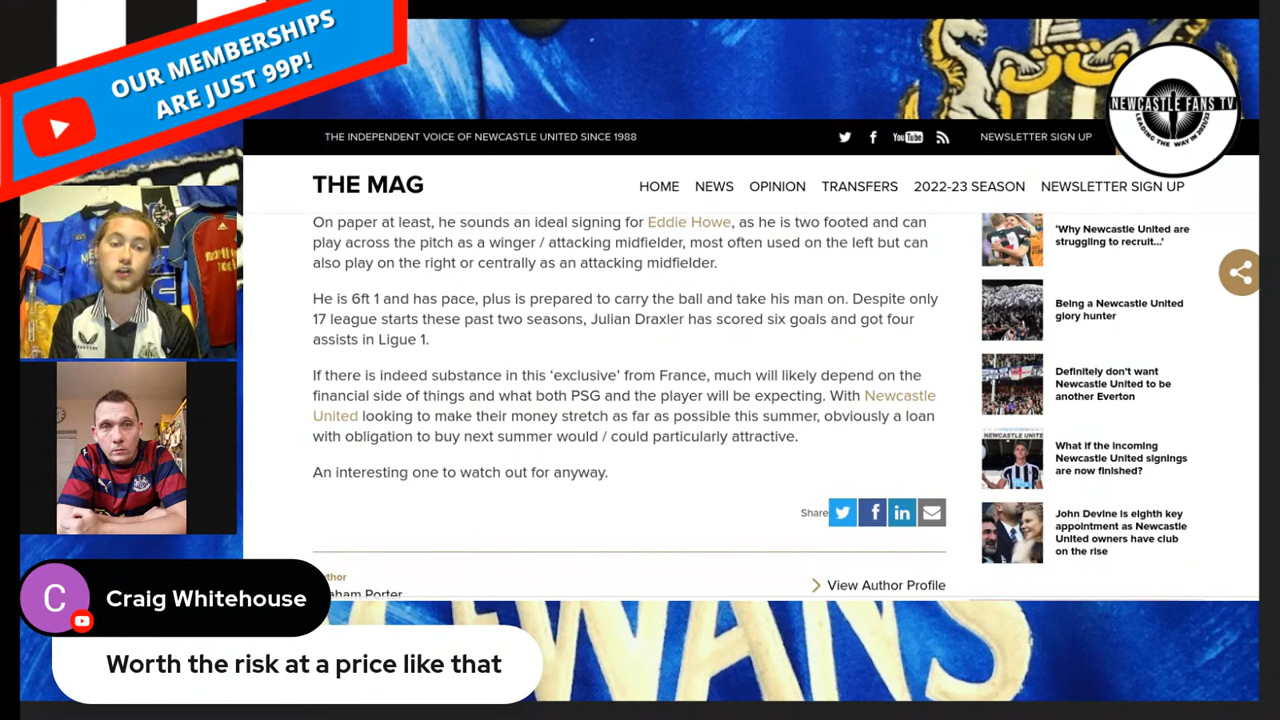 OUR MEMBERSHIPS
ARE JUST 99P!
NEWCASTLE FANS TV
LEADING THE WAY IN 2021/22
THE INDEPENDENT VOICE OF NEWCASTLE UNITED SINCE 1988
YouTube
NEWSLETTER SIGN UP
THE MAG
HOME NEWS OPINION TRANSFERS 2022-23 SEASON NEWSLETTER SIGN UP
On paper at least, he sounds an ideal signing for Eddie Howe, as he is two footed and can
play across the pitch as a winger / attacking midfielder, most often used on the left but can
also play on the right or centrally as an attacking midfielder.
He is 6ft 1 and has pace, plus is prepared to carry the ball and take his man on. Despite only
17 league starts these past two seasons, Julian Draxler has scored six goals and got four
assists in Ligue 1.
If there is indeed substance in this ‘exclusive’ from France, much will likely depend on the
financial side of things and what both PSG and the player will be expecting. With Newcastle
United looking to make their money stretch as far as possible this summer, obviously a loan
with obligation to buy next summer would / could particularly attractive.
An interesting one to watch out for anyway.
Share
thor
aham Porter
View Author Profile
'Why Newcastle United are
struggling to recruit...'
Being a Newcastle United
glory hunter
Definitely don’t want
Newcastle United to be
another Everton
NEWCASTLE UNITE
What if the incoming
Newcastle United signings
are now finished?
John Devine is eighth key
appointment as Newcastle
United owners have club
on the rise
C
Craig Whitehouse
Worth the risk at a price like that